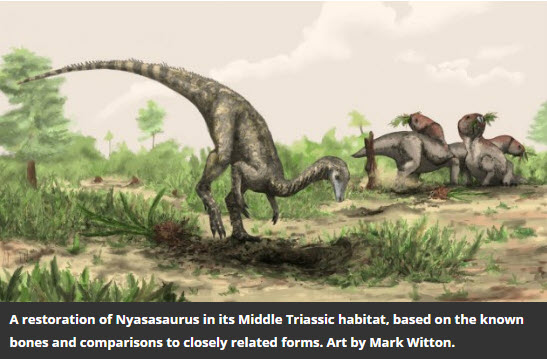 A restoration of Nyasasaurus in its Middle Triassic habitat, based on the known
bones and comparisons to closely related forms. Art by Mark Witton.